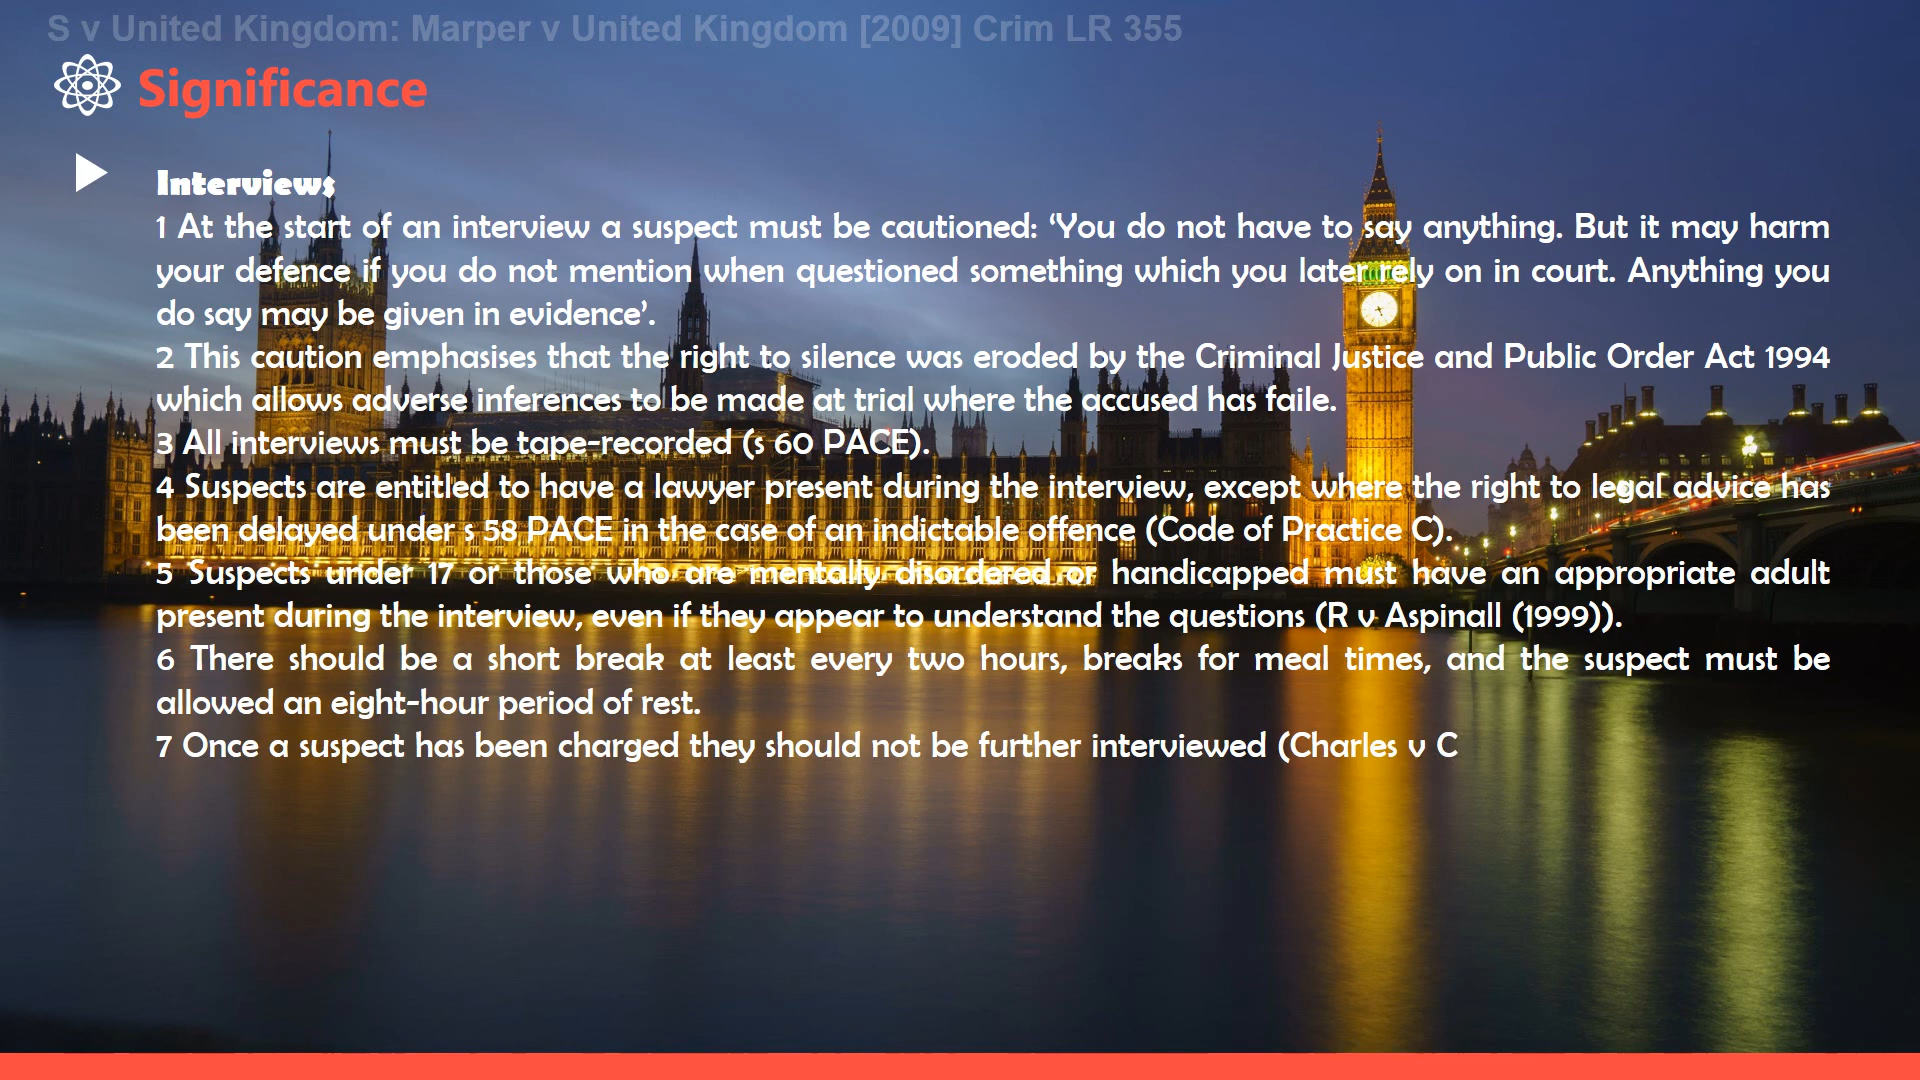 S v United Kingdom: Marper v United Kingdom [2009] Crim LR 355
Significance
Interviews
1 At the start of an interview a suspect must be cautioned: ‘You do not have to say anything. But it may harm
your defence if you do not mention when questioned something which you later rely on in court. Anything you
do say may be given in evidence’.
2 This caution emphasises that the right to silence was eroded by the Criminal Justice and Public Order Act 1994
which allows adverse inferences to be made at trial where the accused has faile.
3 All interviews must be tape-recorded (s 60 PACE).
4 Suspects are entitled to have a lawyer present during the interview, except where the right to legal advice has
been delayed under s 58 PACE in the case of an indictable offence (Code of Practice C).
5 Suspects under 17 or those who are mentally disordered or handicapped must have an appropriate adult
present during the interview, even if they appear to understand the questions (R v Aspinall (1999)).
6 There should be a short break at least every two hours, breaks for meal times, and the suspect must be
allowed an eight-hour period of rest.
7 Once a suspect has been charged they should not be further interviewed (Charles v C